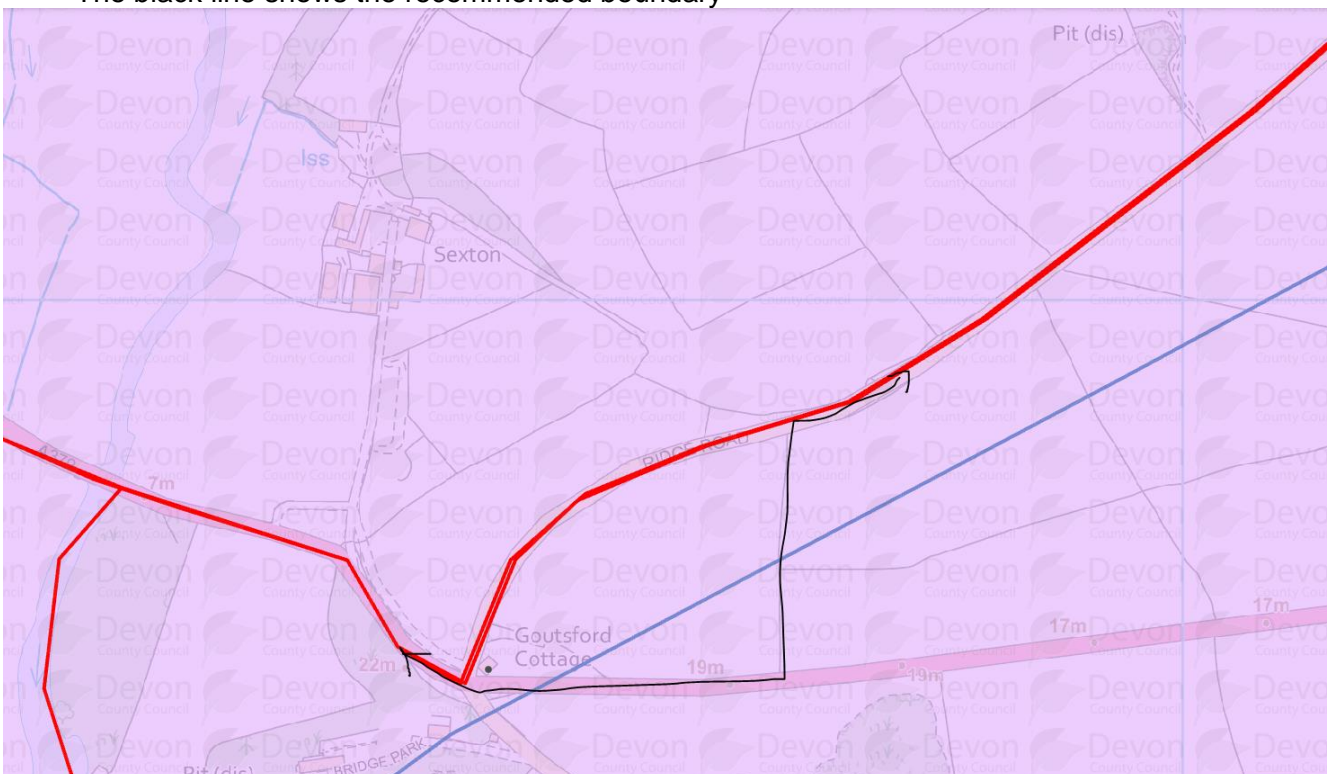 The black line shows the recommended boundary
Pit (dis)
Devon County Council
Iss
Sexton
RIDGE ROAD
7m
Goutsford
Cottage
22m
19m
17m
17m
19m
BRIDGE PARK
Pit (dis)